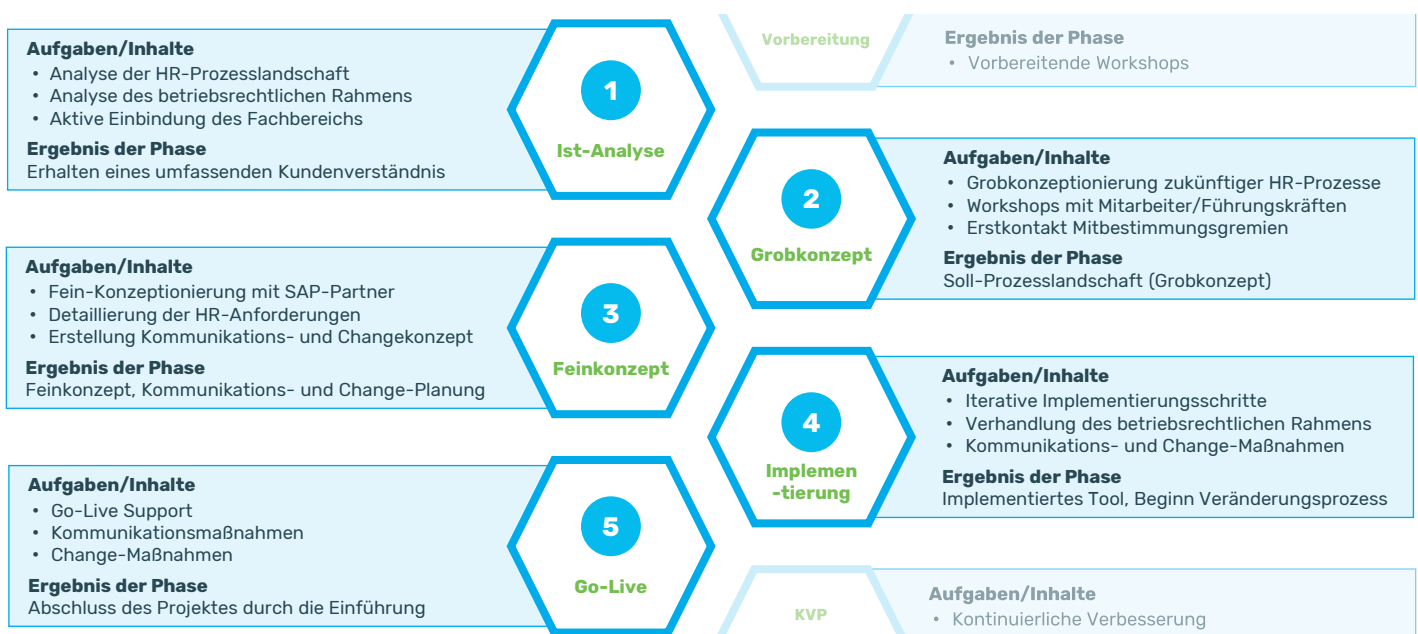 Vorbereitung
Ergebnis der Phase
• Vorbereitende Workshops
Aufgaben/Inhalte
• Analyse der HR-Prozesslandschaft
• Analyse des betriebsrechtlichen Rahmens
• Aktive Einbindung des Fachbereichs
Ergebnis der Phase
Erhalten eines umfassenden Kundenverständnis
1
Ist-Analyse
2
Grobkonzept
Aufgaben/Inhalte
• Grobkonzeptionierung zukünftiger HR-Prozesse
• Workshops mit Mitarbeiter/Führungskräften
• Erstkontakt Mitbestimmungsgremien
Ergebnis der Phase
Soll-Prozesslandschaft (Grobkonzept)
Aufgaben/Inhalte
• Fein-Konzeptionierung mit SAP-Partner
• Detaillierung der HR-Anforderungen
• Erstellung Kommunikations- und Changekonzept
Ergebnis der Phase
Feinkonzept, Kommunikations- und Change-Planung
3
Feinkonzept
4
Implemen
-tierung
Aufgaben/Inhalte
• Iterative Implementierungsschritte
• Verhandlung des betriebsrechtlichen Rahmens
• Kommunikations- und Change-Maßnahmen
Ergebnis der Phase
Implementiertes Tool, Beginn Veränderungsprozess
Aufgaben/Inhalte
• Go-Live Support
• Kommunikationsmaßnahmen
• Change-Maßnahmen
Ergebnis der Phase
Abschluss des Projektes durch die Einführung
5
Go-Live
KVP
Aufgaben/Inhalte
• Kontinuierliche Verbesserung